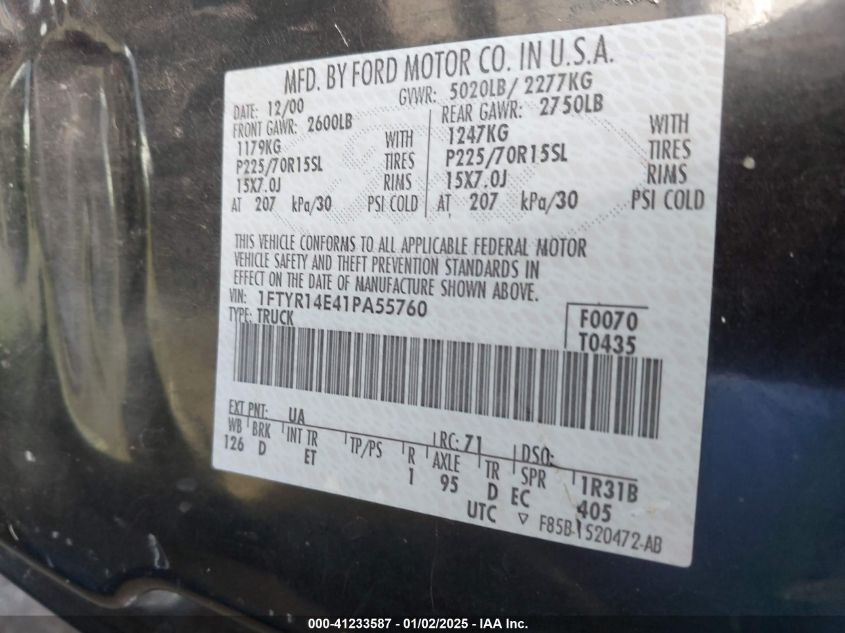 MFD. BY FORD MOTOR CO. IN U.S.A.
DATE: 12/00 GVWR: 5020LB/ 2277KG
FRONT GAWR: 2600LB REAR GAWR: 2750LB
1179KG WITH 1247KG WITH
P225/70R15SL TIRES P225/70R15SL TIRES
15X7.0J RIMS 15X7.0J RIMS
AT 207 kPa/30 PSI COLD AT 207 kPa/30 PSI COLD
THIS VEHICLE CONFORMS TO ALL APPLICABLE FEDERAL MOTOR
VEHICLE SAFETY AND THEFT PREVENTION STANDARDS IN
EFFECT ON THE DATE OF MANUFACTURE SHOWN ABOVE.
VIN: 1FTYR14E41PA55760
TYPE: TRUCK
F0070
T0435
EXT PNT: UA RC: 71 DSO:
WB BRK INT TR TP/PS R AXLE TR SPR 1R31B
126 D ET 1 95 D EC 405
UTC ▽ F85B-1520472-AB
000-41233587 - 01/02/2025 - IAA Inc.